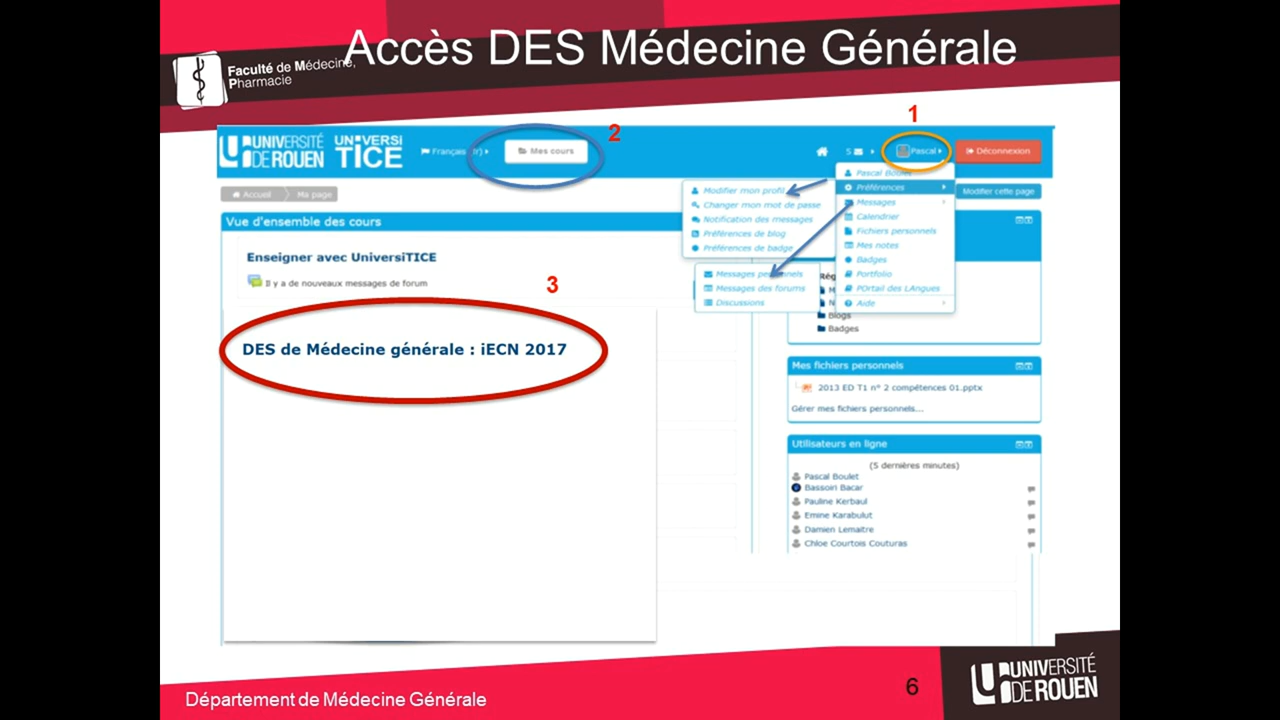 Accès DES Médecine Générale
Faculté de Médecine,
Pharmacie
1
2
UNIVERSITÉ
DE ROUEN
UNIVERSI
TICE
Français (fr)
Mes cours
5
Pascal
Déconnexion
Accueil
Ma page
Modifier cette page
Pascal Boulet
Préférences
Messages
Calendrier
Fichiers personnels
Mes notes
Badges
Portfolio
POrtail des LAngues
Aide
Modifier mon profil
Changer mon mot de passe
Notification des messages
Préférences de blog
Préférences de badge
Messages personnels
Messages des forums
Discussions
Vue d'ensemble des cours
Enseigner avec UniversiTICE
Il y a de nouveaux messages de forum
3
DES de Médecine générale : iECN 2017
Blogs
Badges
Mes fichiers personnels
2013 ED T1 n° 2 compétences 01.pptx
Gérer mes fichiers personnels...
Utilisateurs en ligne
(5 dernières minutes)
Pascal Boulet
Bassoiri Bacar
Pauline Kerbaul
Emine Karabulut
Damien Lemaitre
Chloe Courtois Couturas
Département de Médecine Générale
6
UNIVERSITÉ
DE ROUEN